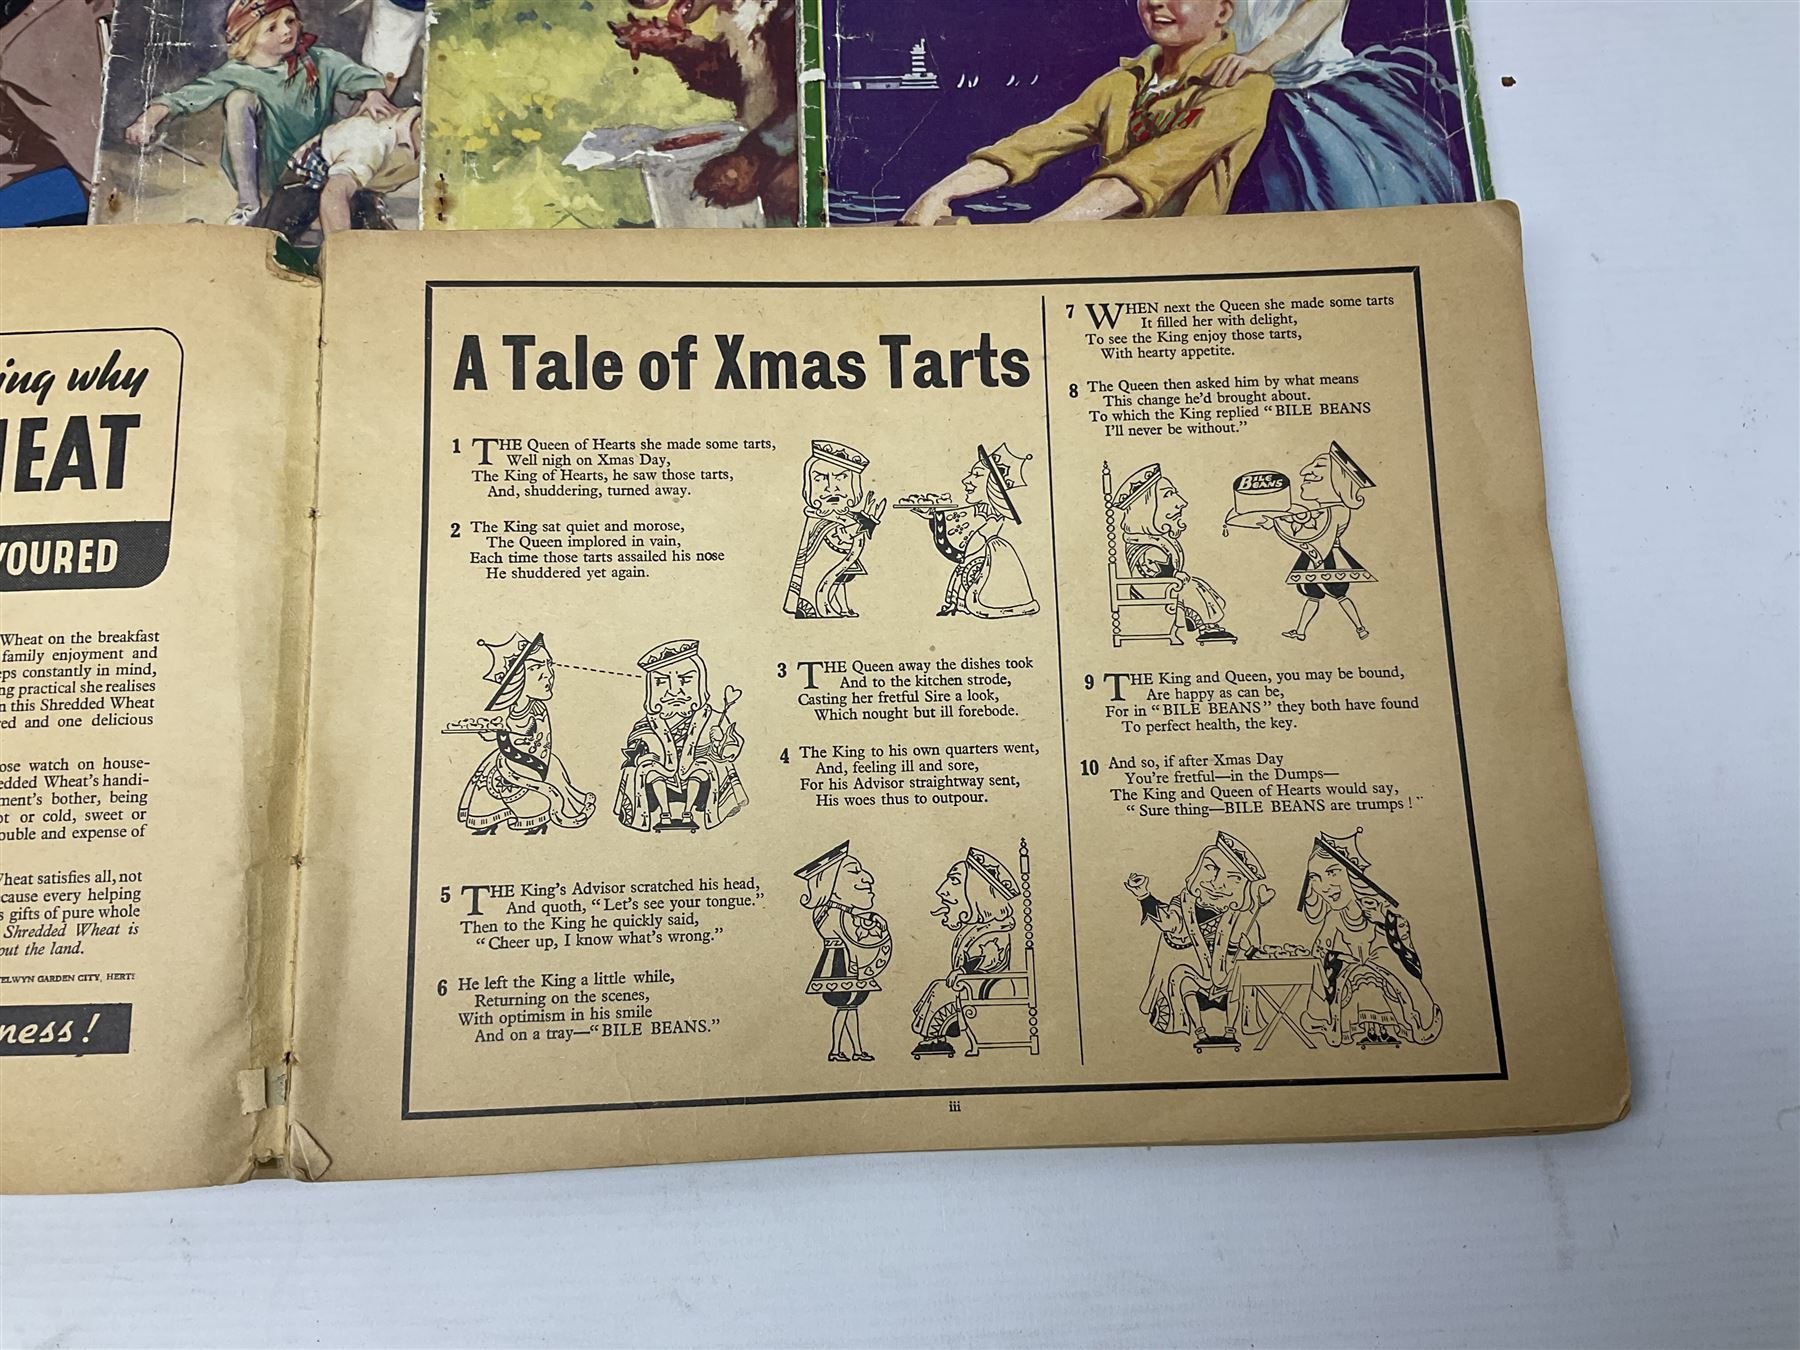 ing why
HEAT
VOURED
Wheat on the breakfast
family enjoyment and
eps constantly in mind,
ng practical she realises
n this Shredded Wheat
red and one delicious
ose watch on house-
edded Wheat's handi-
ment's bother, being
ot or cold, sweet or
ouble and expense of
Wheat satisfies all, not
cause every helping
s gifts of pure whole
Shredded Wheat is
out the land.
ELWYN GARDEN CITY, HERTS
ness!
A Tale of Xmas Tarts
1 THE Queen of Hearts she made some tarts,
Well nigh on Xmas Day,
The King of Hearts, he saw those tarts,
And, shuddering, turned away.
2 The King sat quiet and morose,
The Queen implored in vain,
Each time those tarts assailed his nose
He shuddered yet again.
3 THE Queen away the dishes took
And to the kitchen strode,
Casting her fretful Sire a look,
Which nought but ill forebode.
4 The King to his own quarters went,
And, feeling ill and sore,
For his Advisor straightway sent,
His woes thus to outpour.
5 THE King's Advisor scratched his head,
And quoth, "Let's see your tongue."
Then to the King he quickly said,
"Cheer up, I know what's wrong."
6 He left the King a little while,
Returning on the scenes,
With optimism in his smile
And on a tray—"BILE BEANS."
7 WHEN next the Queen she made some tarts
It filled her with delight,
To see the King enjoy those tarts,
With hearty appetite.
8 The Queen then asked him by what means
This change he'd brought about.
To which the King replied "BILE BEANS
I'll never be without."
BILE
BEANS
9 THE King and Queen, you may be bound,
Are happy as can be,
For in "BILE BEANS" they both have found
To perfect health, the key.
10 And so, if after Xmas Day
You're fretful—in the Dumps—
The King and Queen of Hearts would say,
"Sure thing—BILE BEANS are trumps!"
iii